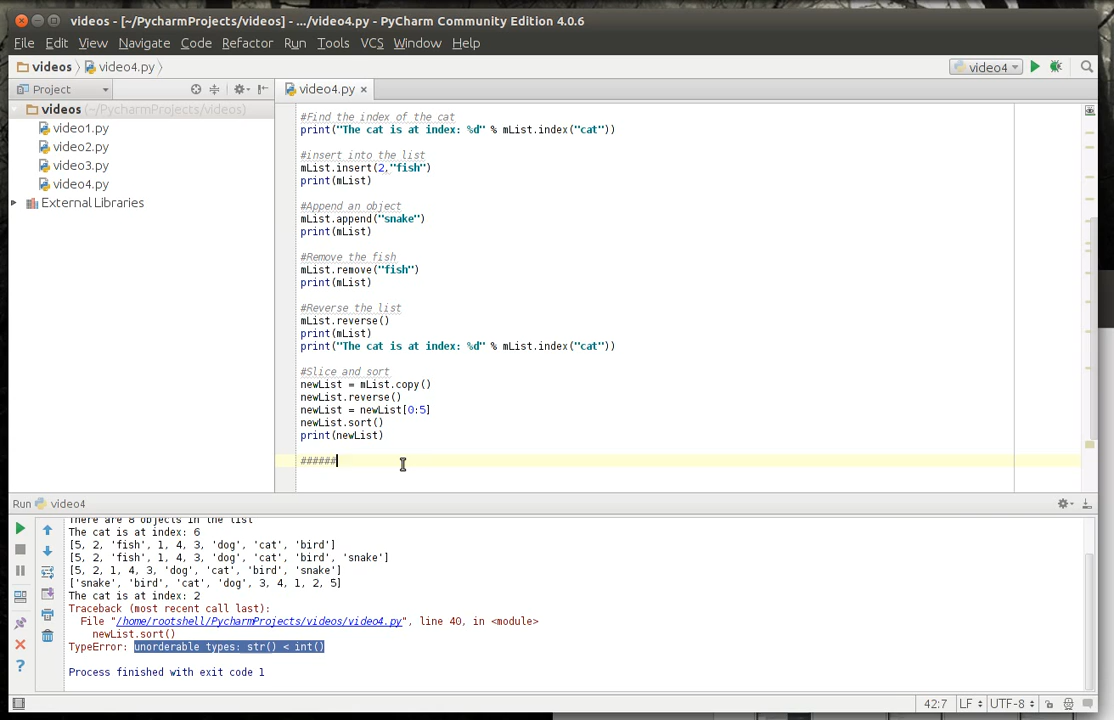 videos - [~/PycharmProjects/videos] - .../video4.py - PyCharm Community Edition 4.0.6
File Edit View Navigate Code Refactor Run Tools VCS Window Help
videos video4.py video4
Project video4.py
videos (~/PycharmProjects/videos)
video1.py
video2.py
video3.py
video4.py
External Libraries
#Find the index of the cat
print("The cat is at index: %d" % mList.index("cat"))
#insert into the list
mList.insert(2,"fish")
print(mList)
#Append an object
mList.append("snake")
print(mList)
#Remove the fish
mList.remove("fish")
print(mList)
#Reverse the list
mList.reverse()
print(mList)
print("The cat is at index: %d" % mList.index("cat"))
#Slice and sort
newList = mList.copy()
newList.reverse()
newList = newList[0:5]
newList.sort()
print(newList)
######
Run video4
There are 8 objects in the list
The cat is at index: 6
[5, 2, 'fish', 1, 4, 3, 'dog', 'cat', 'bird']
[5, 2, 'fish', 1, 4, 3, 'dog', 'cat', 'bird', 'snake']
[5, 2, 1, 4, 3, 'dog', 'cat', 'bird', 'snake']
['snake', 'bird', 'cat', 'dog', 3, 4, 1, 2, 5]
The cat is at index: 2
Traceback (most recent call last):
File "/home/rootshell/PycharmProjects/videos/video4.py", line 40, in <module>
newList.sort()
TypeError: unorderable types: str() < int()
Process finished with exit code 1
42:7 LF UTF-8